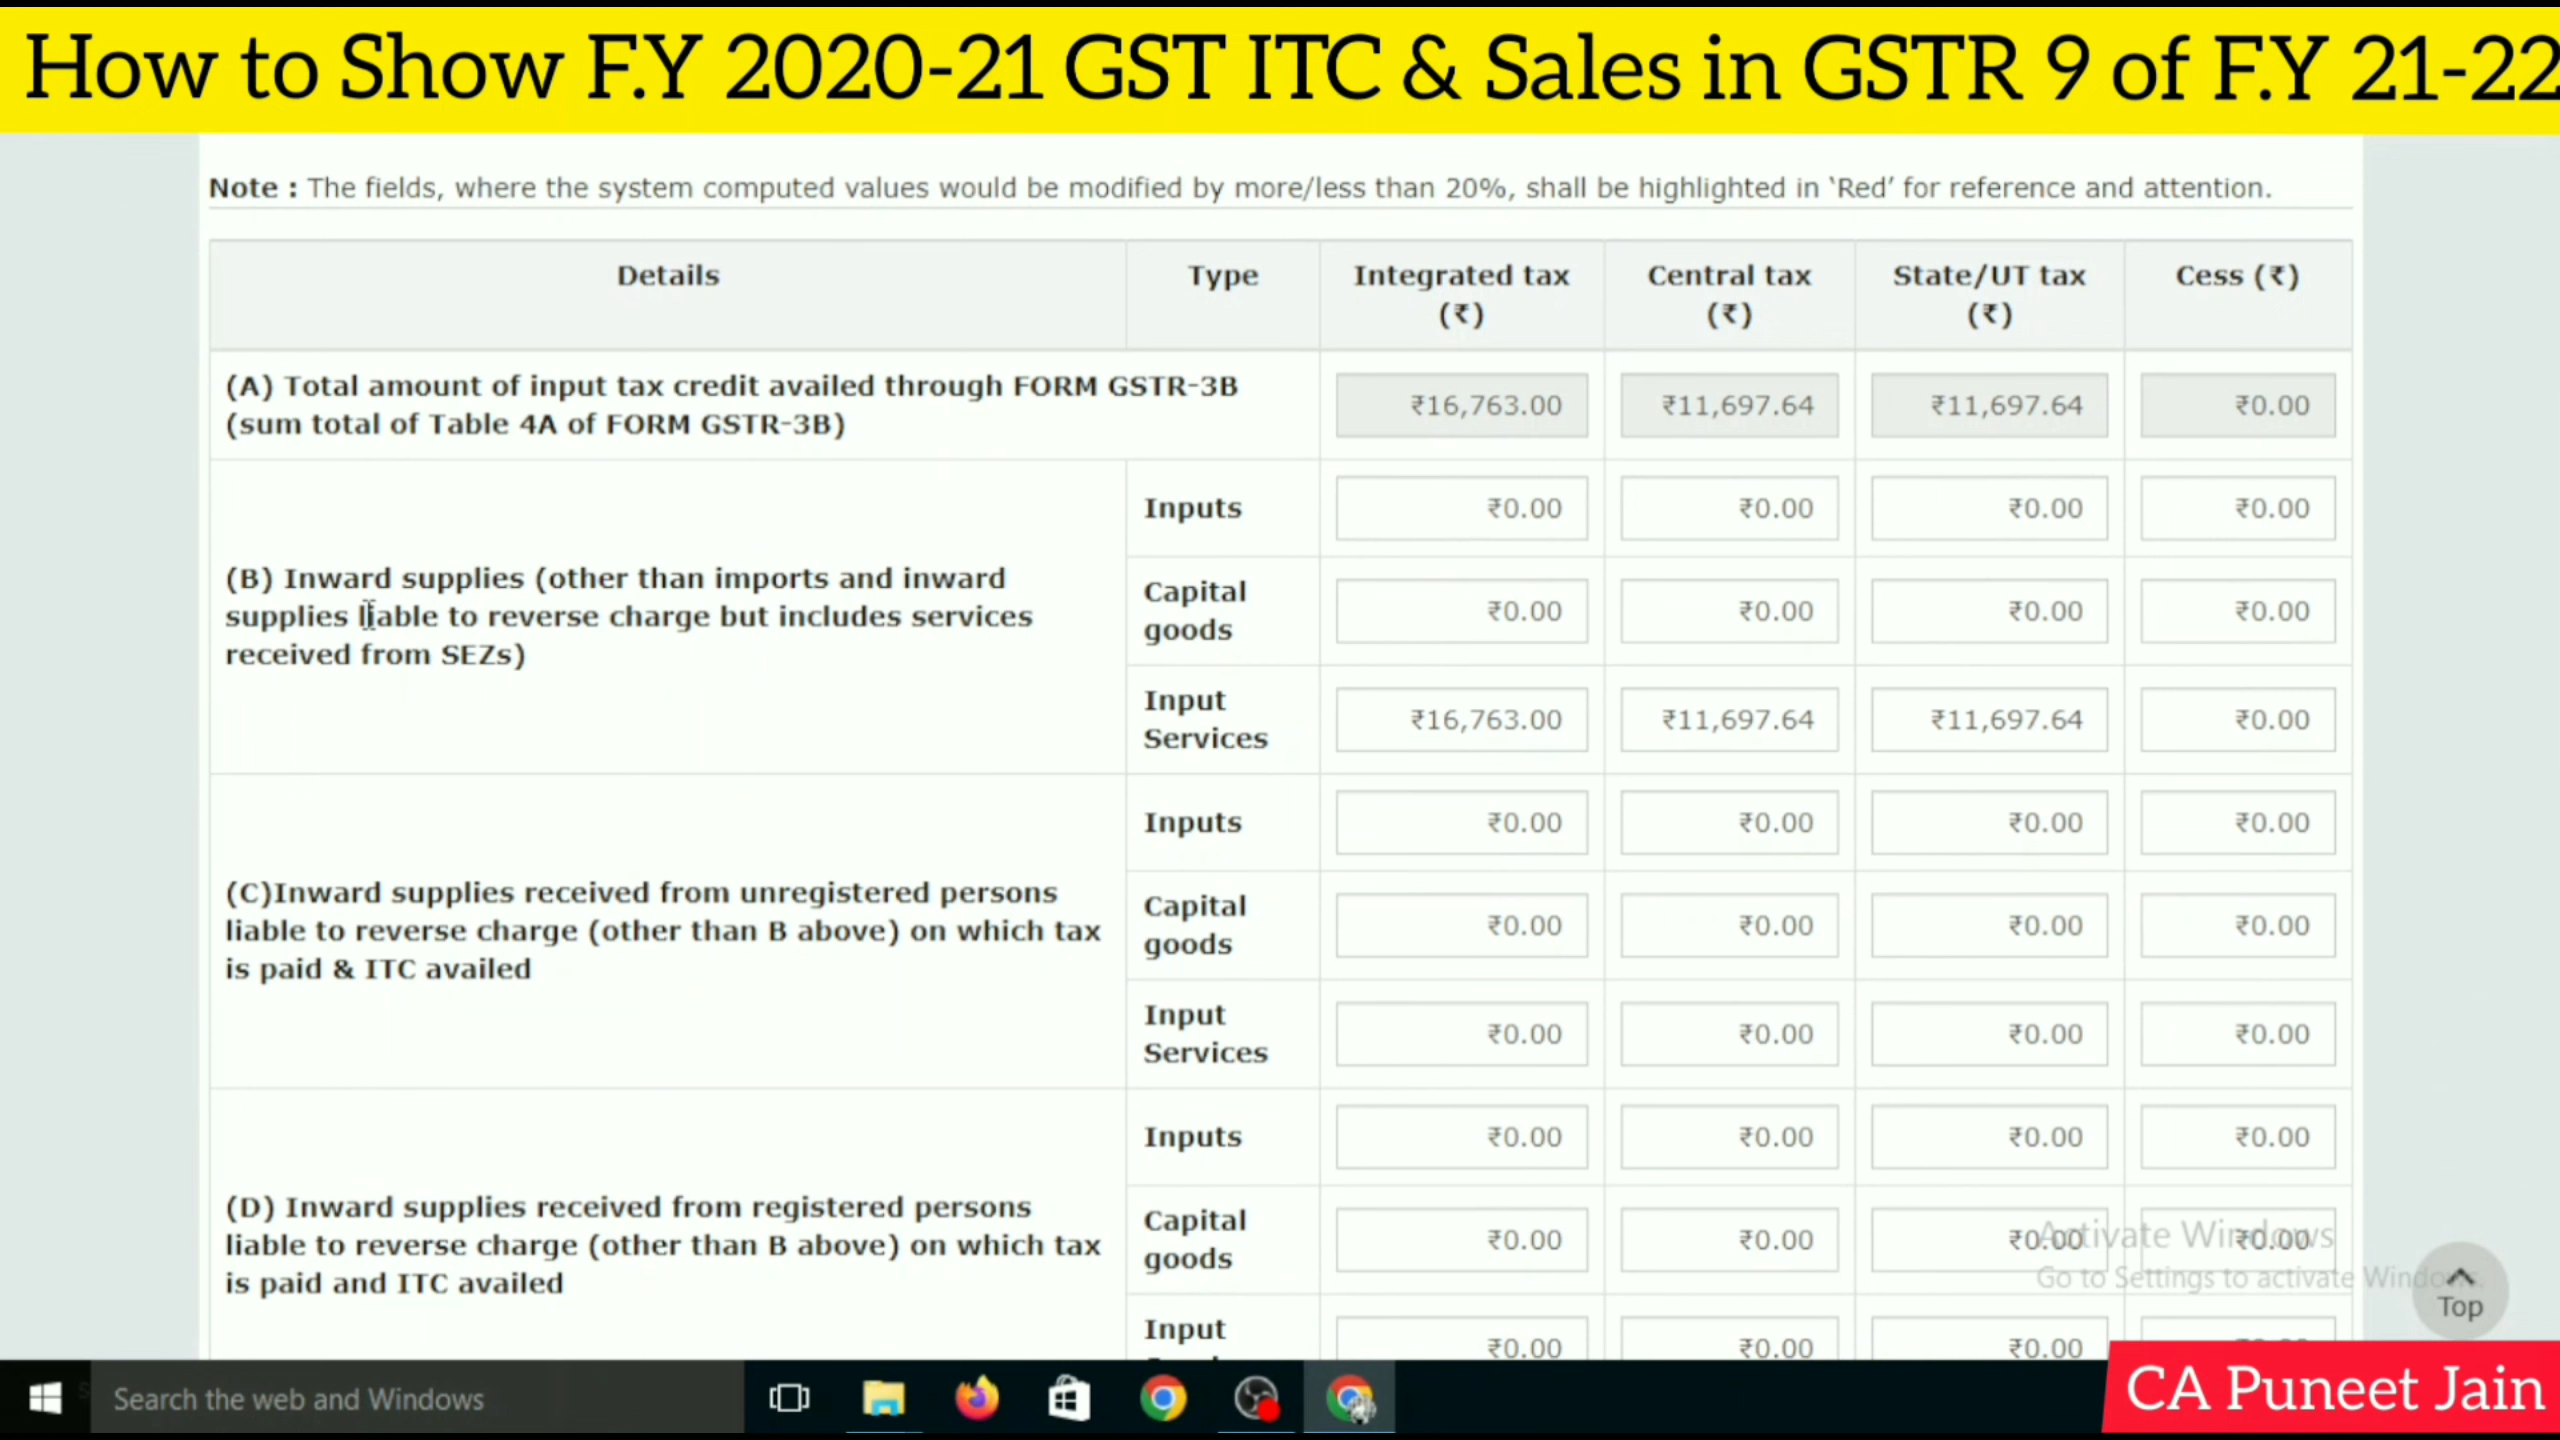 How to Show F.Y 2020-21 GST ITC & Sales in GSTR 9 of F.Y 21-22
Note : The fields, where the system computed values would be modified by more/less than 20%, shall be highlighted in 'Red' for reference and attention.
Details Type Integrated tax (₹) Central tax (₹) State/UT tax (₹) Cess (₹)
(A) Total amount of input tax credit availed through FORM GSTR-3B
(sum total of Table 4A of FORM GSTR-3B)
₹16,763.00 ₹11,697.64 ₹11,697.64 ₹0.00
(B) Inward supplies (other than imports and inward
supplies liable to reverse charge but includes services
received from SEZs)
Inputs ₹0.00 ₹0.00 ₹0.00 ₹0.00
Capital goods ₹0.00 ₹0.00 ₹0.00 ₹0.00
Input Services ₹16,763.00 ₹11,697.64 ₹11,697.64 ₹0.00
(C)Inward supplies received from unregistered persons
liable to reverse charge (other than B above) on which tax
is paid & ITC availed
Inputs ₹0.00 ₹0.00 ₹0.00 ₹0.00
Capital goods ₹0.00 ₹0.00 ₹0.00 ₹0.00
Input Services ₹0.00 ₹0.00 ₹0.00 ₹0.00
(D) Inward supplies received from registered persons
liable to reverse charge (other than B above) on which tax
is paid and ITC availed
Inputs ₹0.00 ₹0.00 ₹0.00 ₹0.00
Capital goods ₹0.00 ₹0.00 ₹0.00 ₹0.00
Input ₹0.00 ₹0.00 ₹0.00
Activate Windows
Go to Settings to activate Windows.
Top
Search the web and Windows
CA Puneet Jain